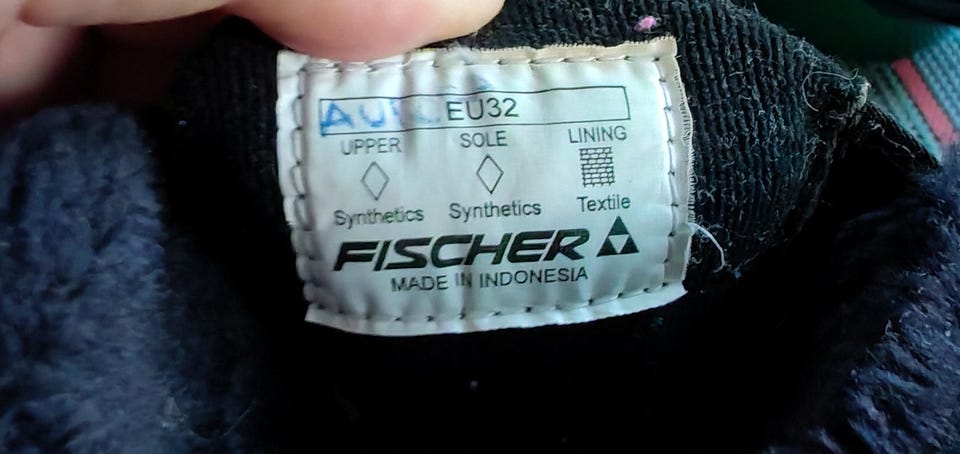 EU32
UPPER SOLE LINING
Synthetics Synthetics Textile
FISCHER
MADE IN INDONESIA